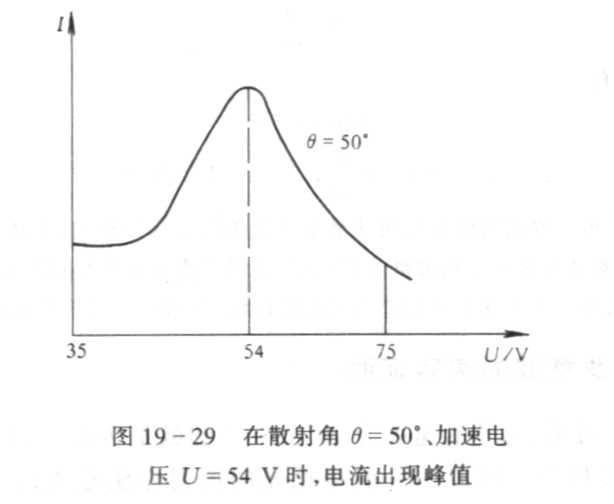 I
θ = 50°
35 54 75 U/V
图 19-29 在散射角 θ = 50°、加速电
压 U = 54 V 时,电流出现峰值